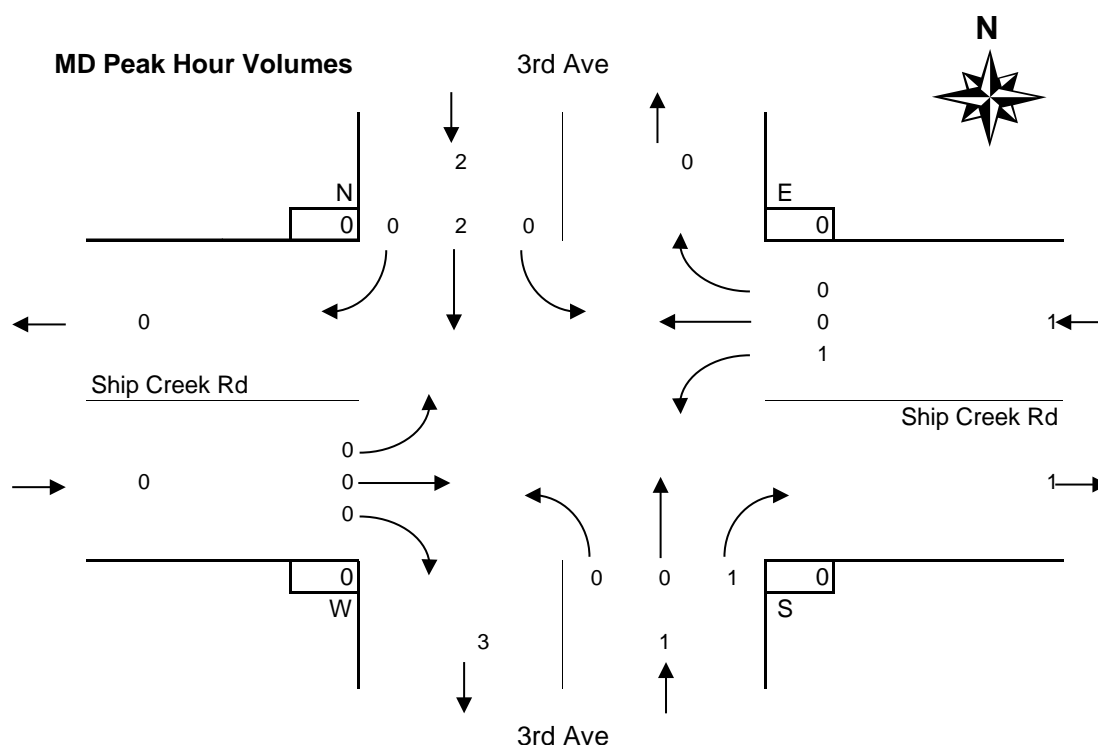 N
MD Peak Hour Volumes 3rd Ave
2 0
N E
0 0 2 0 0
0
0 0 1
1
Ship Creek Rd
Ship Creek Rd
0
0 0 1
0
0 0 0 1 0
W S
3 1
3rd Ave